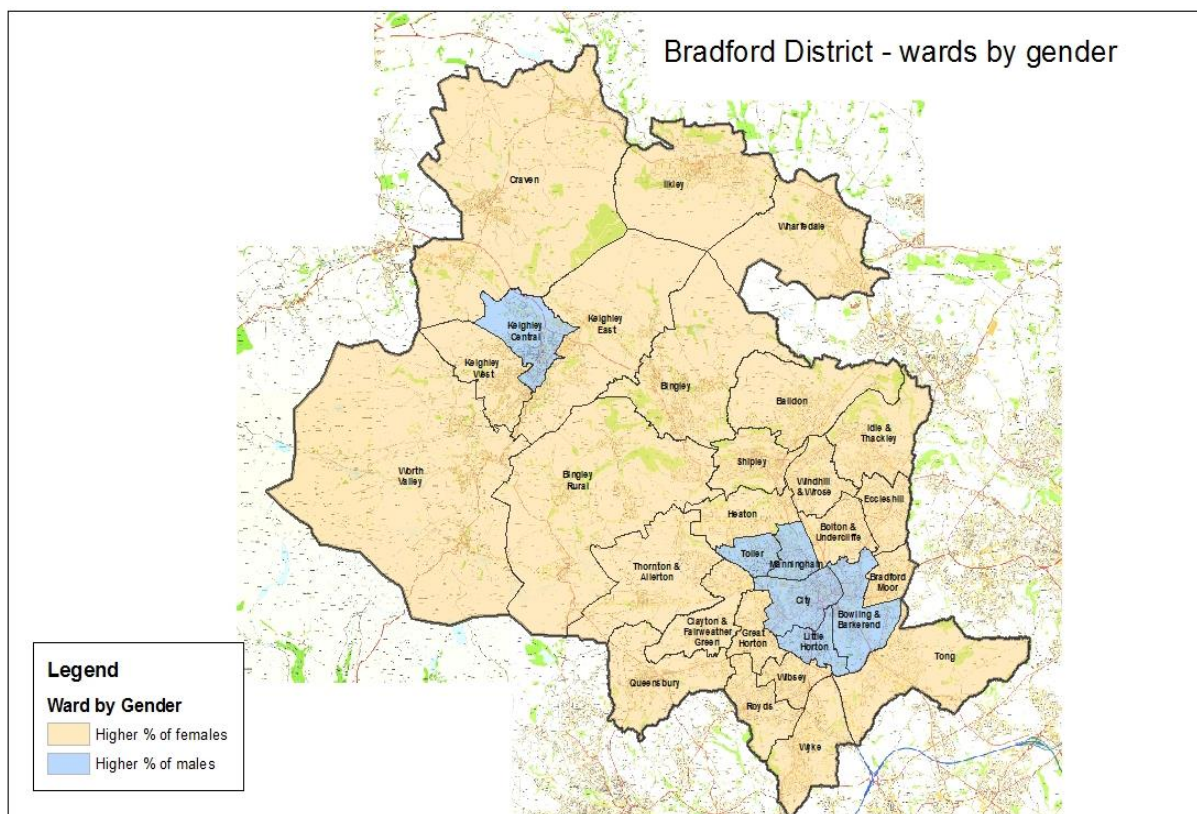 Bradford District - wards by gender
Craven
Ilkley
Wharfedale
Keighley
Central
Keighley
East
Keighley
West
Bingley
Baildon
Idle &
Thackley
Shipley
Windhill
& Wrose
Eccleshill
Worth
Valley
Bingley
Rural
Heaton
Bolton &
Undercliffe
Toller
Manningham
Thornton &
Allerton
Bradford
Moor
City
Bowling &
Barkerend
Clayton &
Fairweather
Green
Great
Horton
Little
Horton
Tong
Queensbury
Wibsey
Royds
Wyke
Legend
Ward by Gender
Higher % of females
Higher % of males